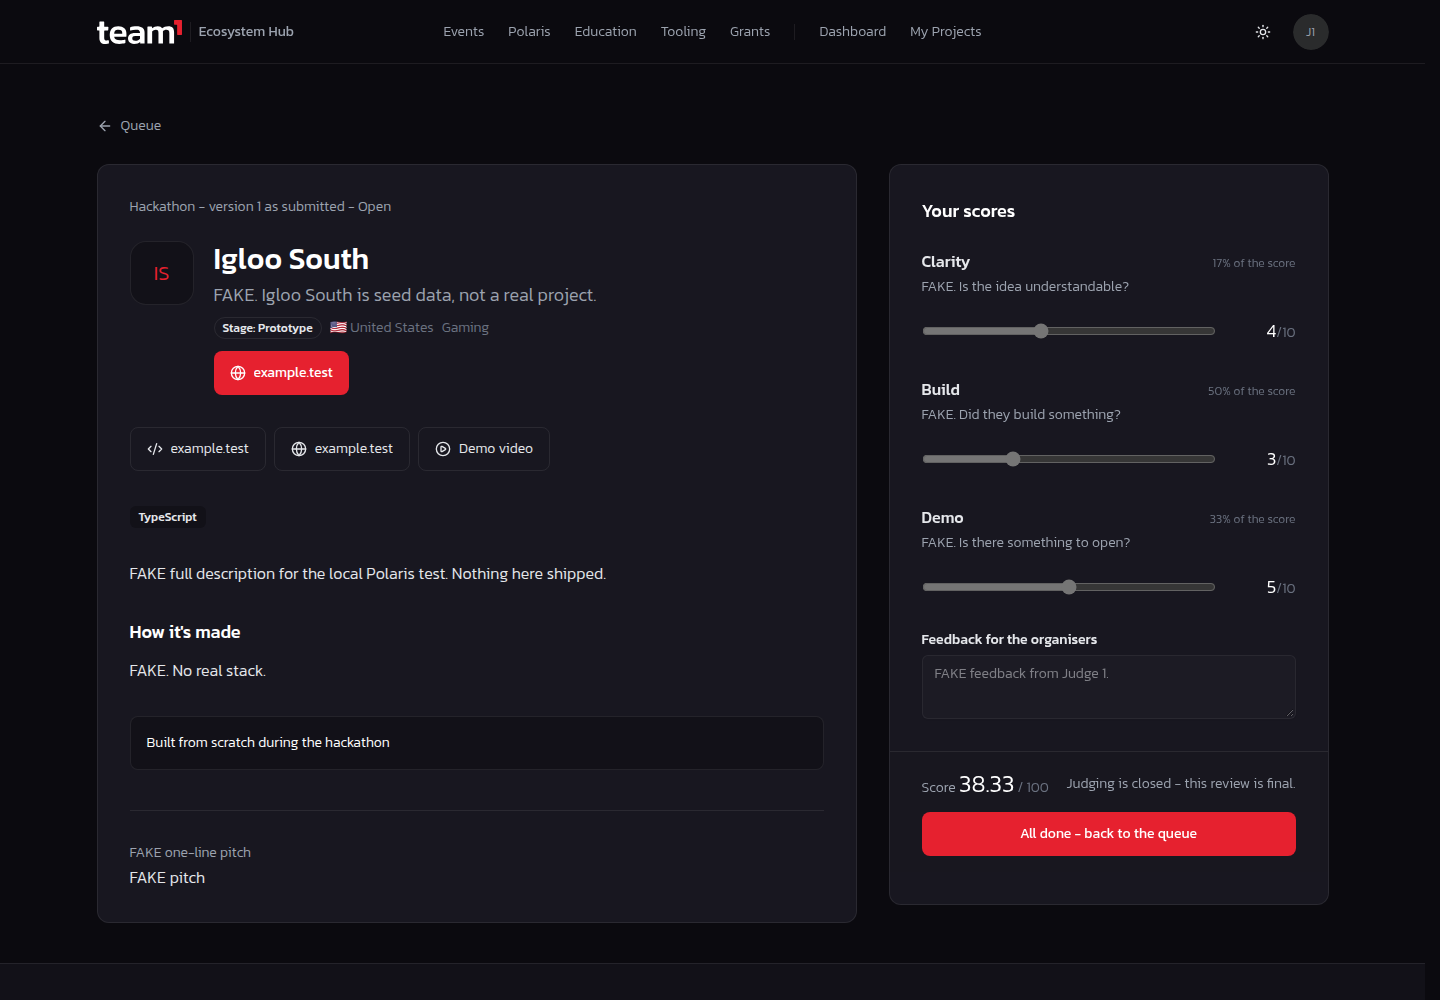 team1 Ecosystem Hub
Events Polaris Education Tooling Grants Dashboard My Projects
J1
Queue
Hackathon – version 1 as submitted – Open
IS
Igloo South
FAKE. Igloo South is seed data, not a real project.
Stage: Prototype United States Gaming
example.test
example.test example.test Demo video
TypeScript
FAKE full description for the local Polaris test. Nothing here shipped.
How it's made
FAKE. No real stack.
Built from scratch during the hackathon
FAKE one-line pitch
FAKE pitch
Your scores
Clarity 17% of the score
FAKE. Is the idea understandable?
4/10
Build 50% of the score
FAKE. Did they build something?
3/10
Demo 33% of the score
FAKE. Is there something to open?
5/10
Feedback for the organisers
FAKE feedback from Judge 1.
Score 38.33 / 100 Judging is closed – this review is final.
All done – back to the queue